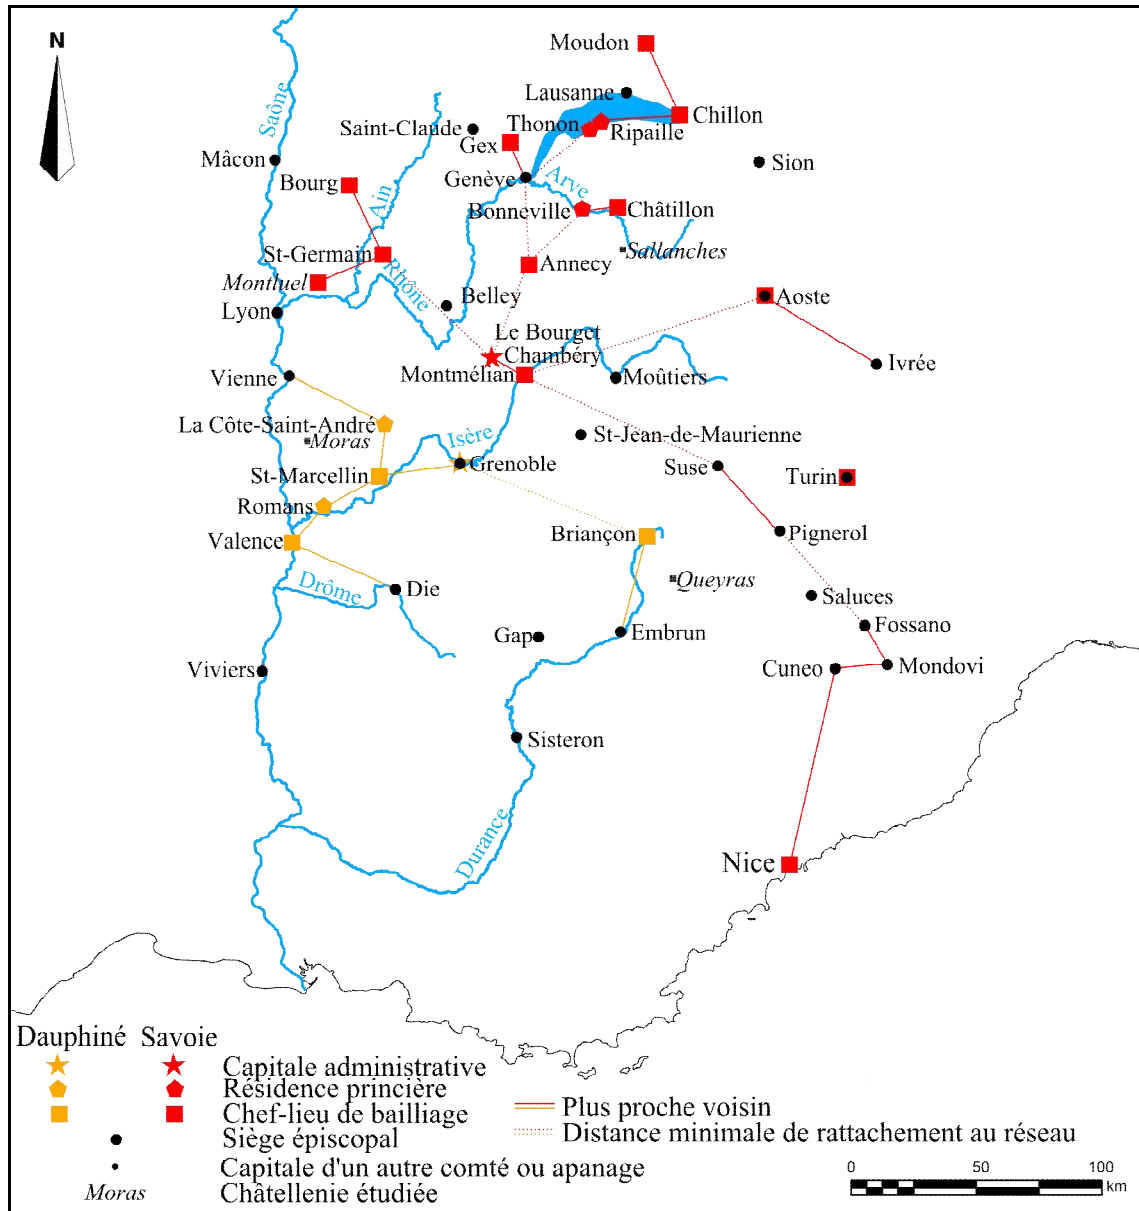 N
Moudon
Lausanne
Chillon
Saône
Saint-Claude
Thonon
Ripaille
Gex
Mâcon
Sion
Genève
Arve
Bourg
Ain
Bonneville
Châtillon
St-Germain
Sallanches
Annecy
Montluel
Rhône
Belley
Aoste
Lyon
Le Bourget
Chambéry
Ivrée
Vienne
Montmélian
Moûtiers
La Côte-Saint-André
Moras
Isère
St-Jean-de-Maurienne
Grenoble
Suse
St-Marcellin
Turin
Romans
Valence
Briançon
Pignerol
Drôme
Die
Queyras
Saluces
Gap
Embrun
Fossano
Viviers
Cuneo
Mondovi
Sisteron
Durance
Nice
Dauphiné Savoie
Capitale administrative
Résidence princière
Chef-lieu de bailliage
Siège épiscopal
Capitale d'un autre comté ou apanage
Moras Châtellenie étudiée
Plus proche voisin
Distance minimale de rattachement au réseau
0 50 100
km